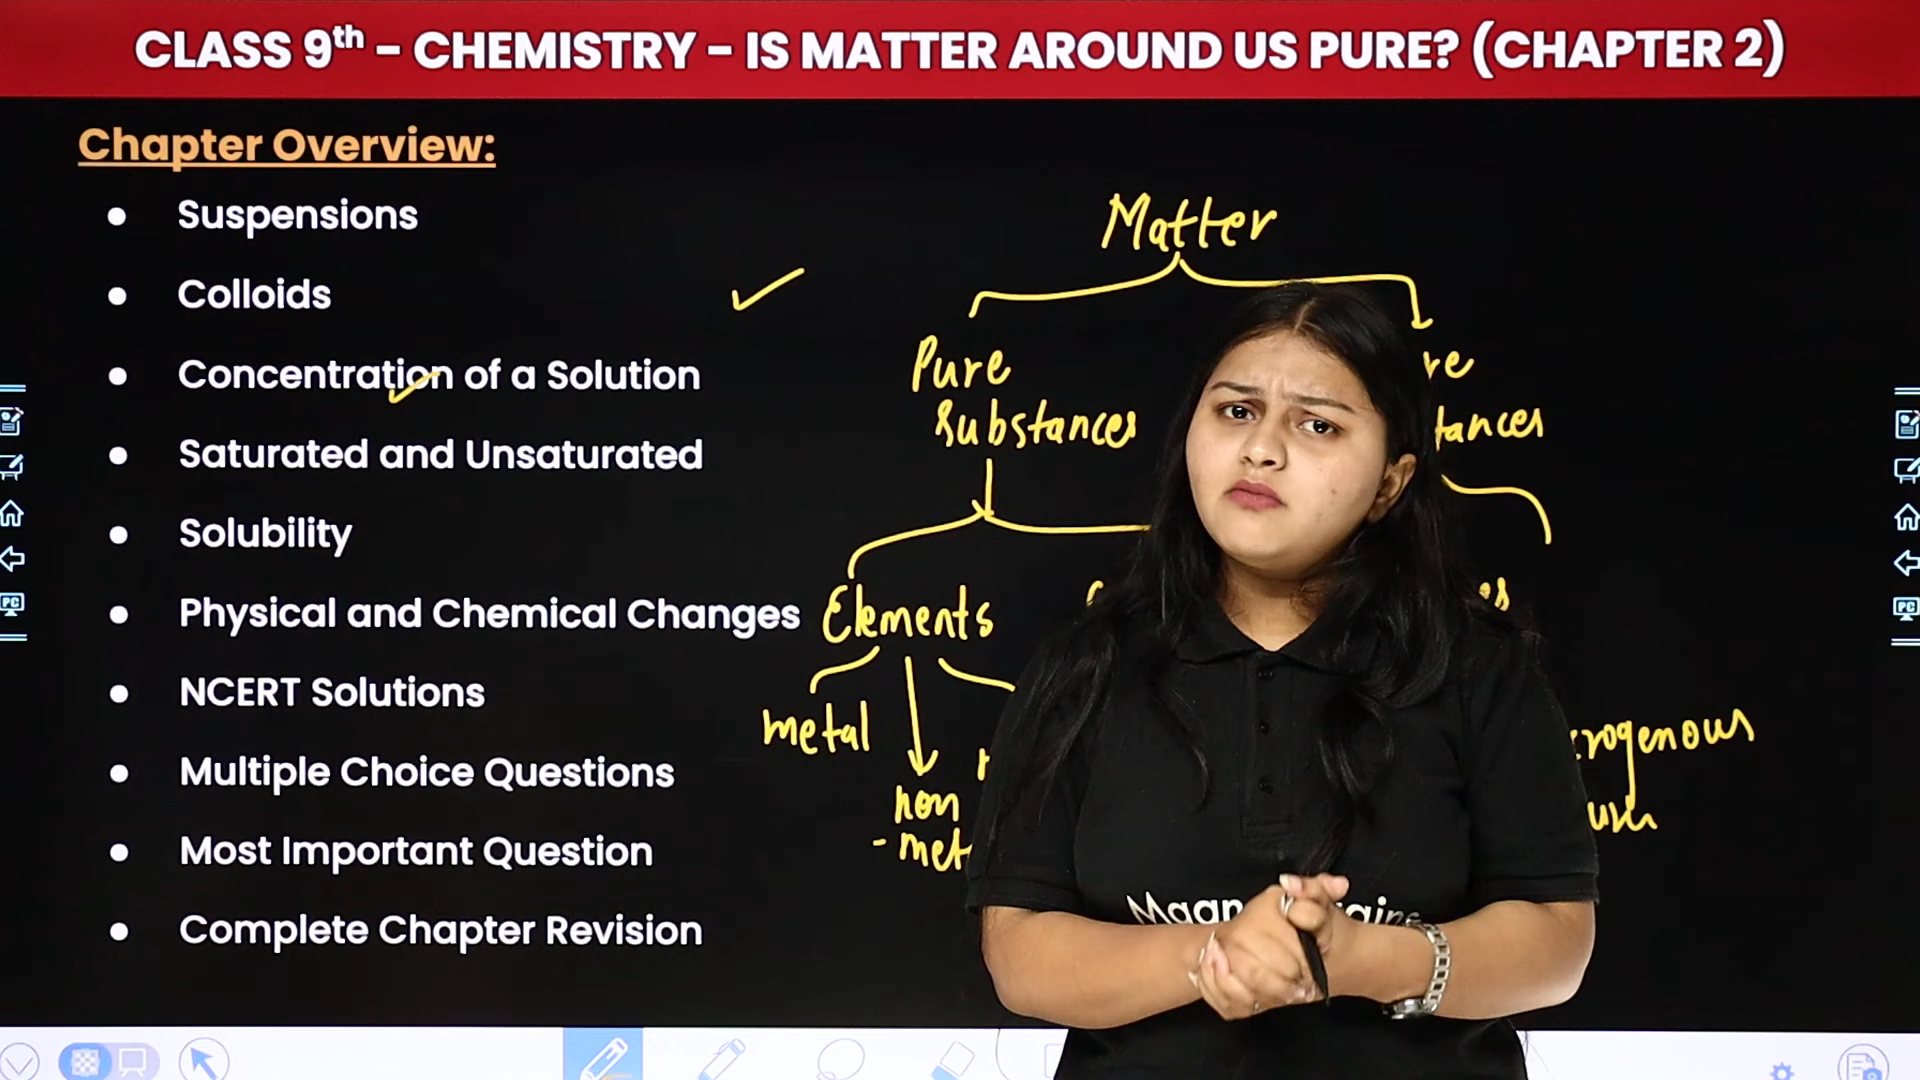 CLASS 9th - CHEMISTRY - IS MATTER AROUND US PURE? (CHAPTER 2)
Chapter Overview:
Suspensions
Colloids
Concentration of a Solution
Saturated and Unsaturated
Solubility
Physical and Chemical Changes
NCERT Solutions
Multiple Choice Questions
Most Important Question
Complete Chapter Revision
Matter
Pure
Substances
Elements
metal
non
PC
PC